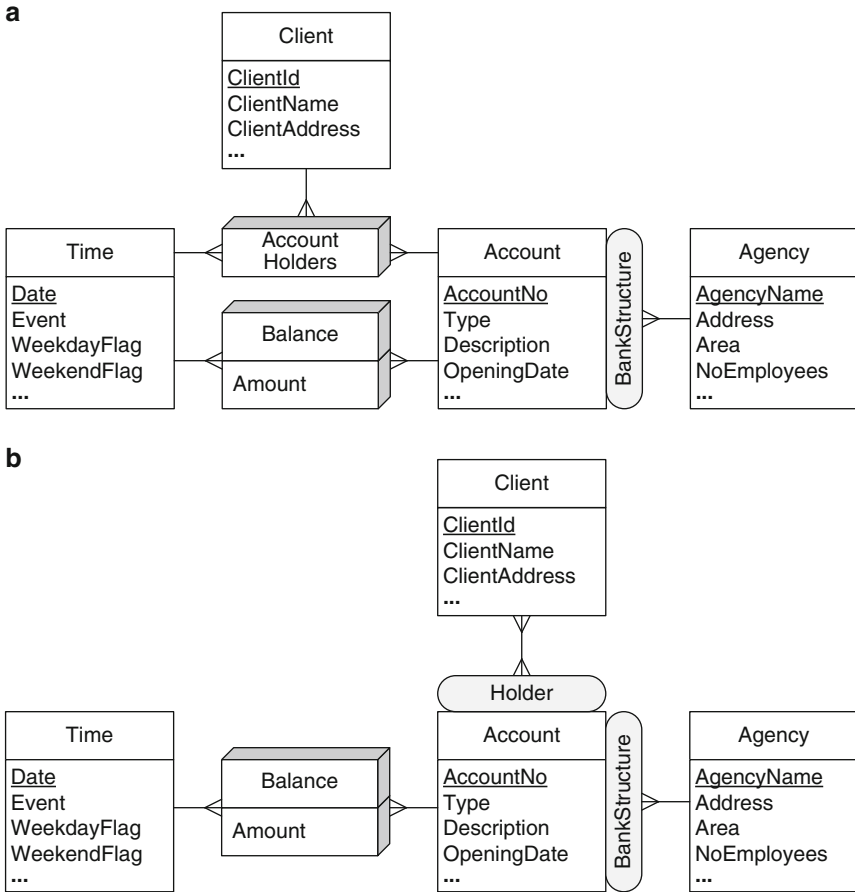 a
Client
ClientId
ClientName
ClientAddress
...
Time
Date
Event
WeekdayFlag
WeekendFlag
...
Account
Holders
Balance
Amount
Account
AccountNo
Type
Description
OpeningDate
...
BankStructure
Agency
AgencyName
Address
Area
NoEmployees
...
b
Client
ClientId
ClientName
ClientAddress
...
Holder
Time
Date
Event
WeekdayFlag
WeekendFlag
...
Balance
Amount
Account
AccountNo
Type
Description
OpeningDate
...
BankStructure
Agency
AgencyName
Address
Area
NoEmployees
...